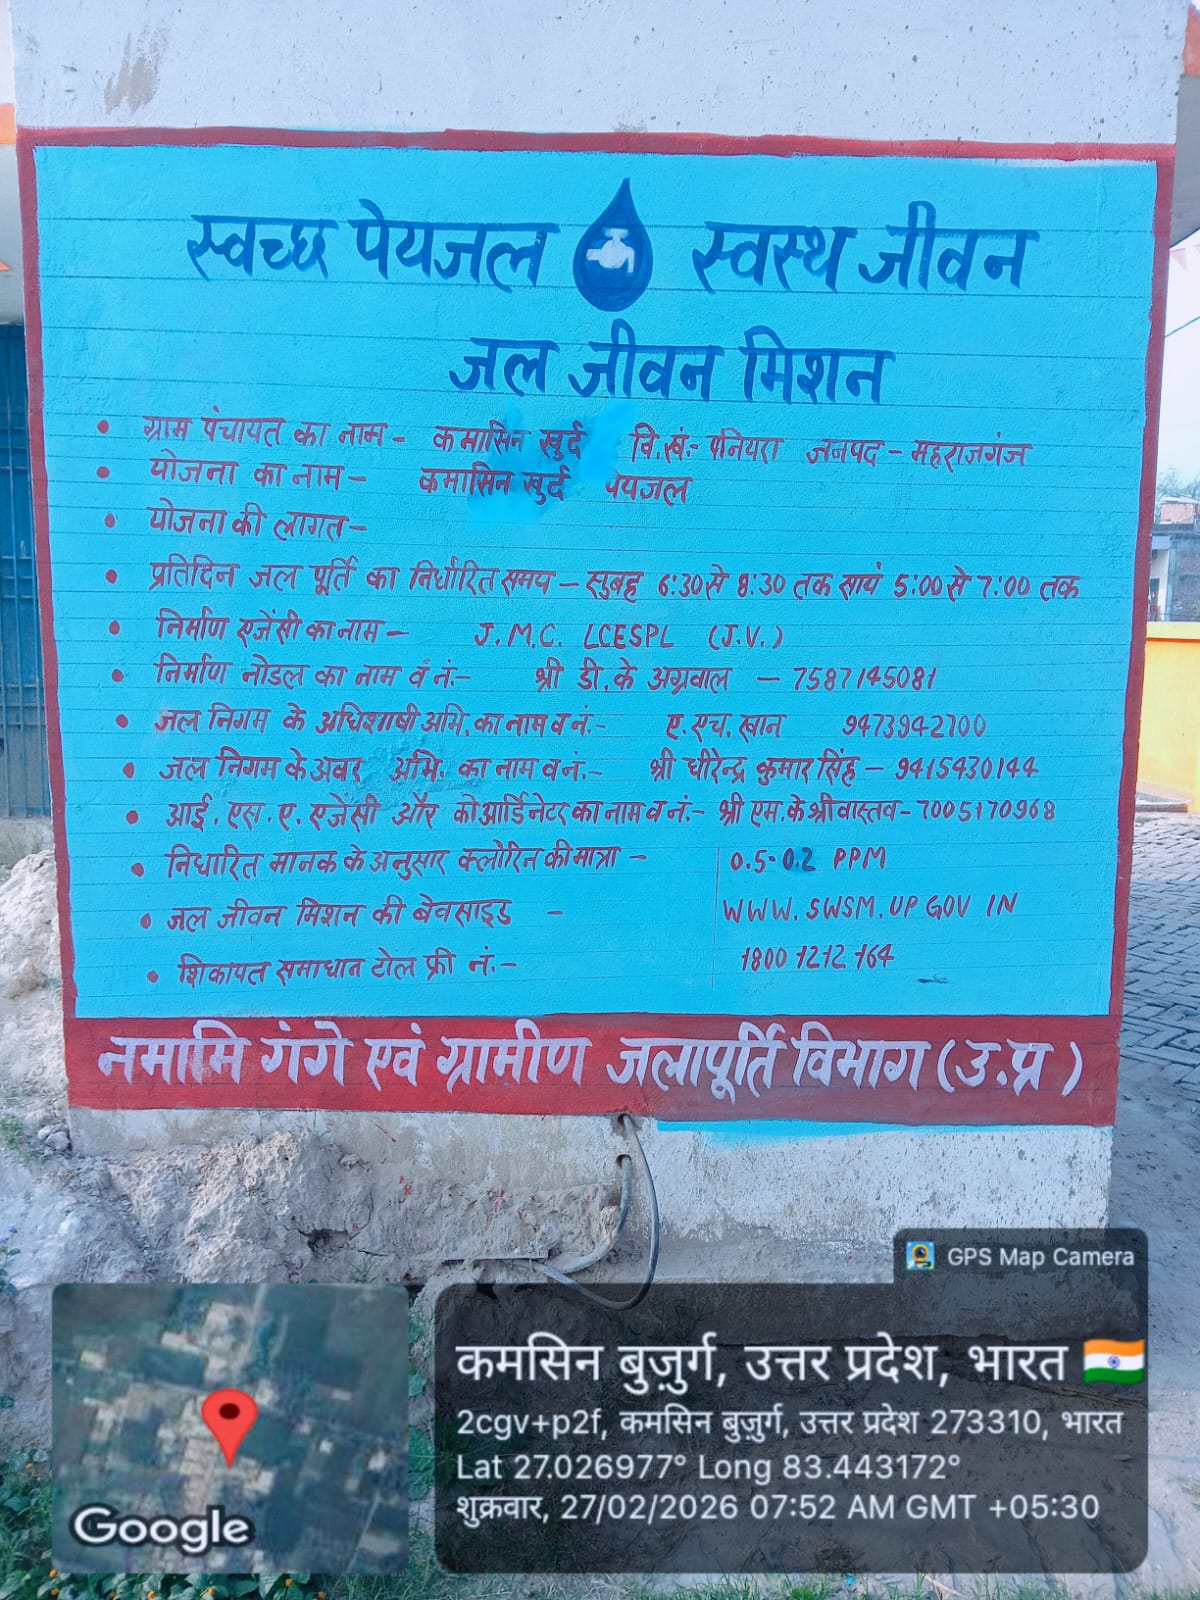 स्वच्छ पेयजल स्वस्थ जीवन
जल जीवन मिशन
• ग्राम पंचायत का नाम- कमासिन खुर्द वि.खं:- पनियरा जनपद - महराजगंज
• योजना का नाम- कमासिन खुर्द पेयजल
• योजना की लागत-
• प्रतिदिन जल पूर्ति का निर्धारित समय - सुबह 6:30 से 8:30 तक सायं 5:00 से 7:00 तक
• निर्माण एजेंसी का नाम - J.M.C. LCESPL (J.V.)
• निर्माण नोडल का नाम व नं:- श्री डी.के अग्रवाल - 7587145081
• जल निगम के अधिशाषी अभि. का नाम व नं:- ए.एच.खान 9473942700
• जल निगम के अवर अभि. का नाम व नं.- श्री धीरेन्द्र कुमार सिंह - 9415430144
• आई.एस.ए.एजेंसी और कोआर्डिनेटर का नाम व नं:- श्री एम.के श्रीवास्तव- 7005170968
• निधारित मानक के अनुसार क्लोरिन की मात्रा - 0.5-0.2 PPM
• जल जीवन मिशन की बेवसाइड - WWW.SWSM.UP GOV IN
• शिकायत समाधान टोल फ्री नं.- 1800 1212 164
नमामि गंगे एवं ग्रामीण जलापूर्ति विभाग (उ.प्र)
GPS Map Camera
कमसिन बुज़ुर्ग, उत्तर प्रदेश, भारत
2cgv+p2f, कमसिन बुज़ुर्ग, उत्तर प्रदेश 273310, भारत
Lat 27.026977° Long 83.443172°
शुक्रवार, 27/02/2026 07:52 AM GMT +05:30
Google